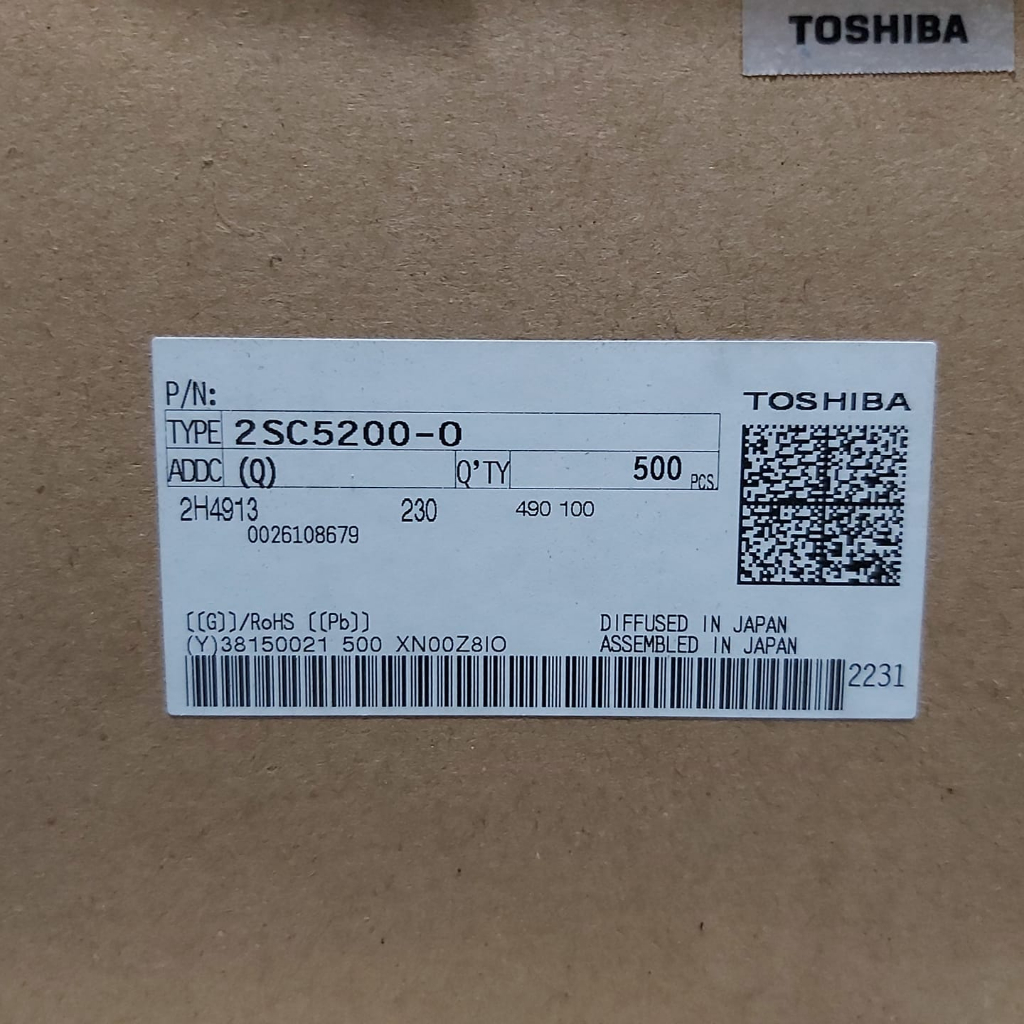 TOSHIBA
P/N:
TOSHIBA
TYPE 2SC5200-O
ADDC (Q) Q'TY 500 PCS.
2H4913 230 490 100
0026108679
[[G]]/RoHS [[Pb]] DIFFUSED IN JAPAN
(Y)38150021 500 XN00Z8IO ASSEMBLED IN JAPAN
2231